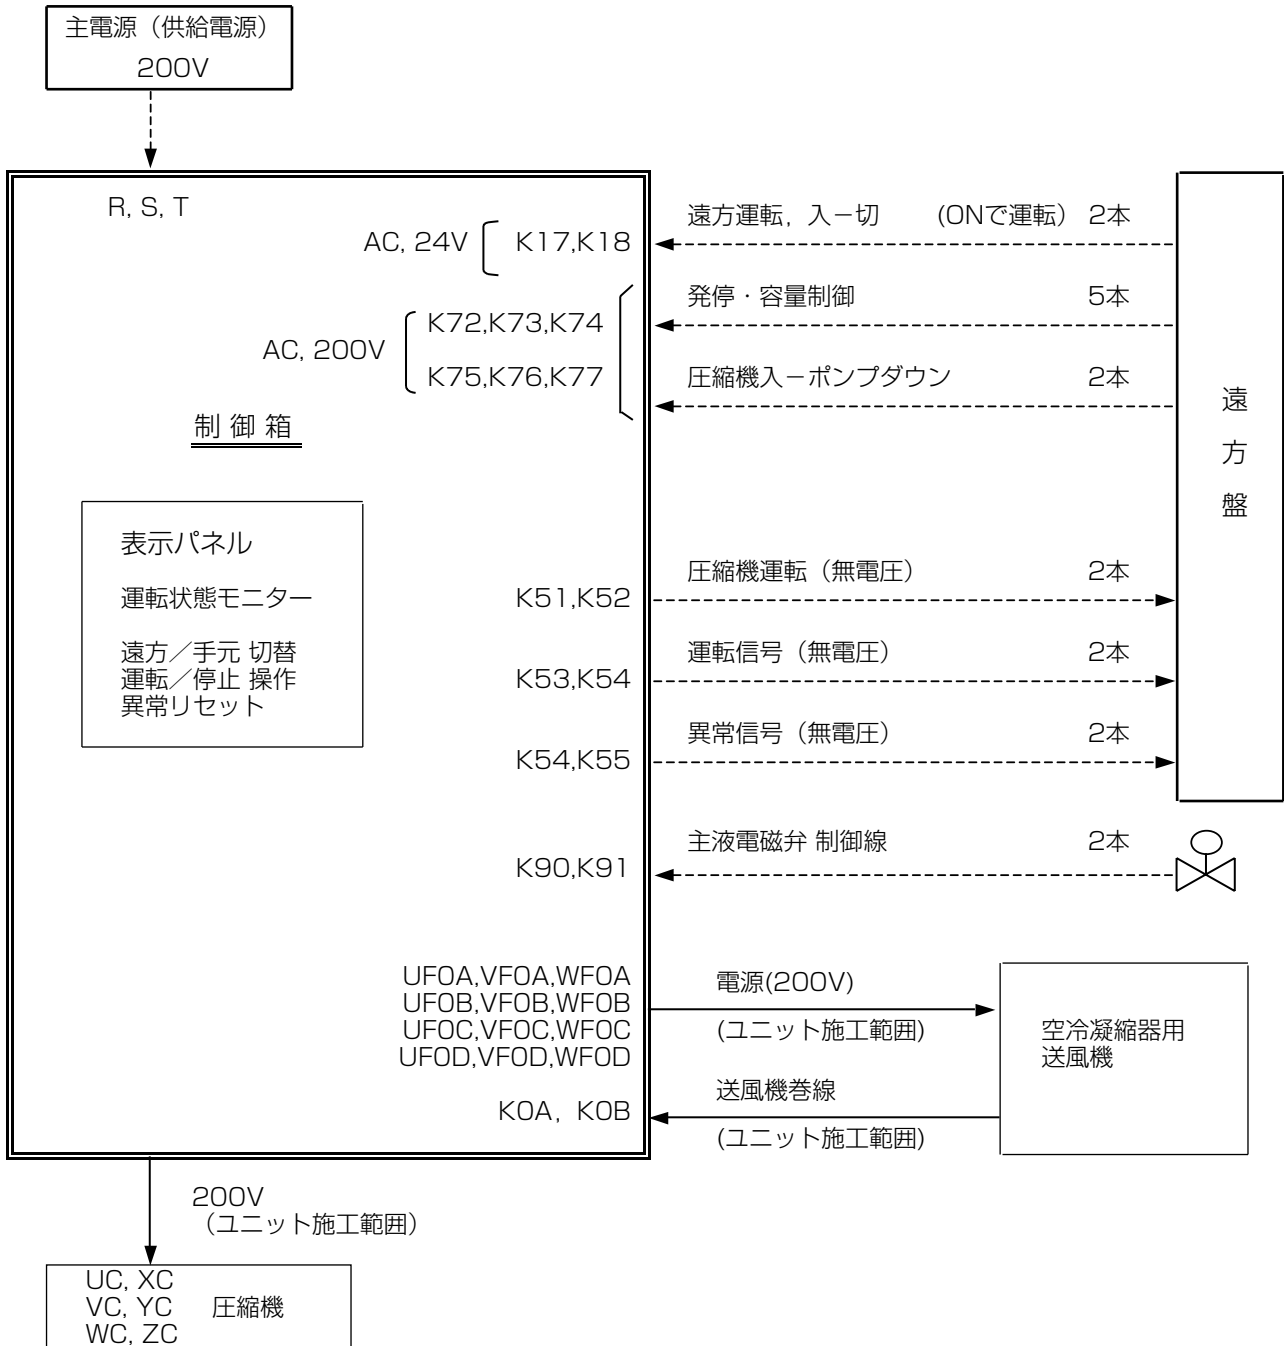 主電源（供給電源）
200V
R, S, T
AC, 24V
K17,K18
遠方運転，入－切　　(ONで運転）　2本
発停・容量制御　5本
K72,K73,K74
AC, 200V
K75,K76,K77
圧縮機入－ポンプダウン　2本
制 御 箱
遠
方
盤
表示パネル
運転状態モニター
遠方／手元 切替
運転／停止 操作
異常リセット
圧縮機運転（無電圧）　2本
K51,K52
運転信号（無電圧）　2本
K53,K54
異常信号（無電圧）　2本
K54,K55
主液電磁弁 制御線　2本
K90,K91
UF0A,VF0A,WF0A
UF0B,VF0B,WF0B
UF0C,VF0C,WF0C
UF0D,VF0D,WF0D
電源(200V)
(ユニット施工範囲)
空冷凝縮器用
送風機
送風機巻線
K0A，K0B
(ユニット施工範囲)
200V
（ユニット施工範囲）
UC, XC
VC, YC　圧縮機
WC, ZC